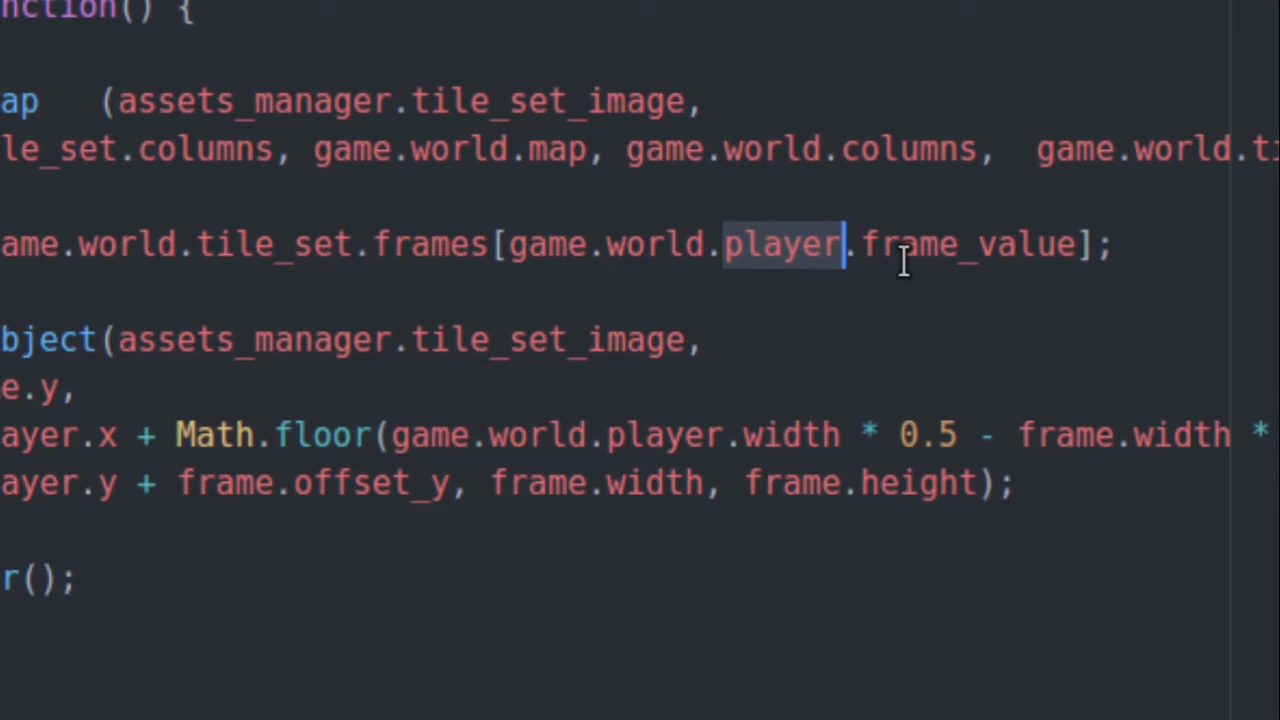 nction() {
ap   (assets_manager.tile_set_image,
le_set.columns, game.world.map, game.world.columns,  game.world.ti
ame.world.tile_set.frames[game.world.player.frame_value];
bject(assets_manager.tile_set_image,
e.y,
ayer.x + Math.floor(game.world.player.width * 0.5 - frame.width *
ayer.y + frame.offset_y, frame.width, frame.height);
r();